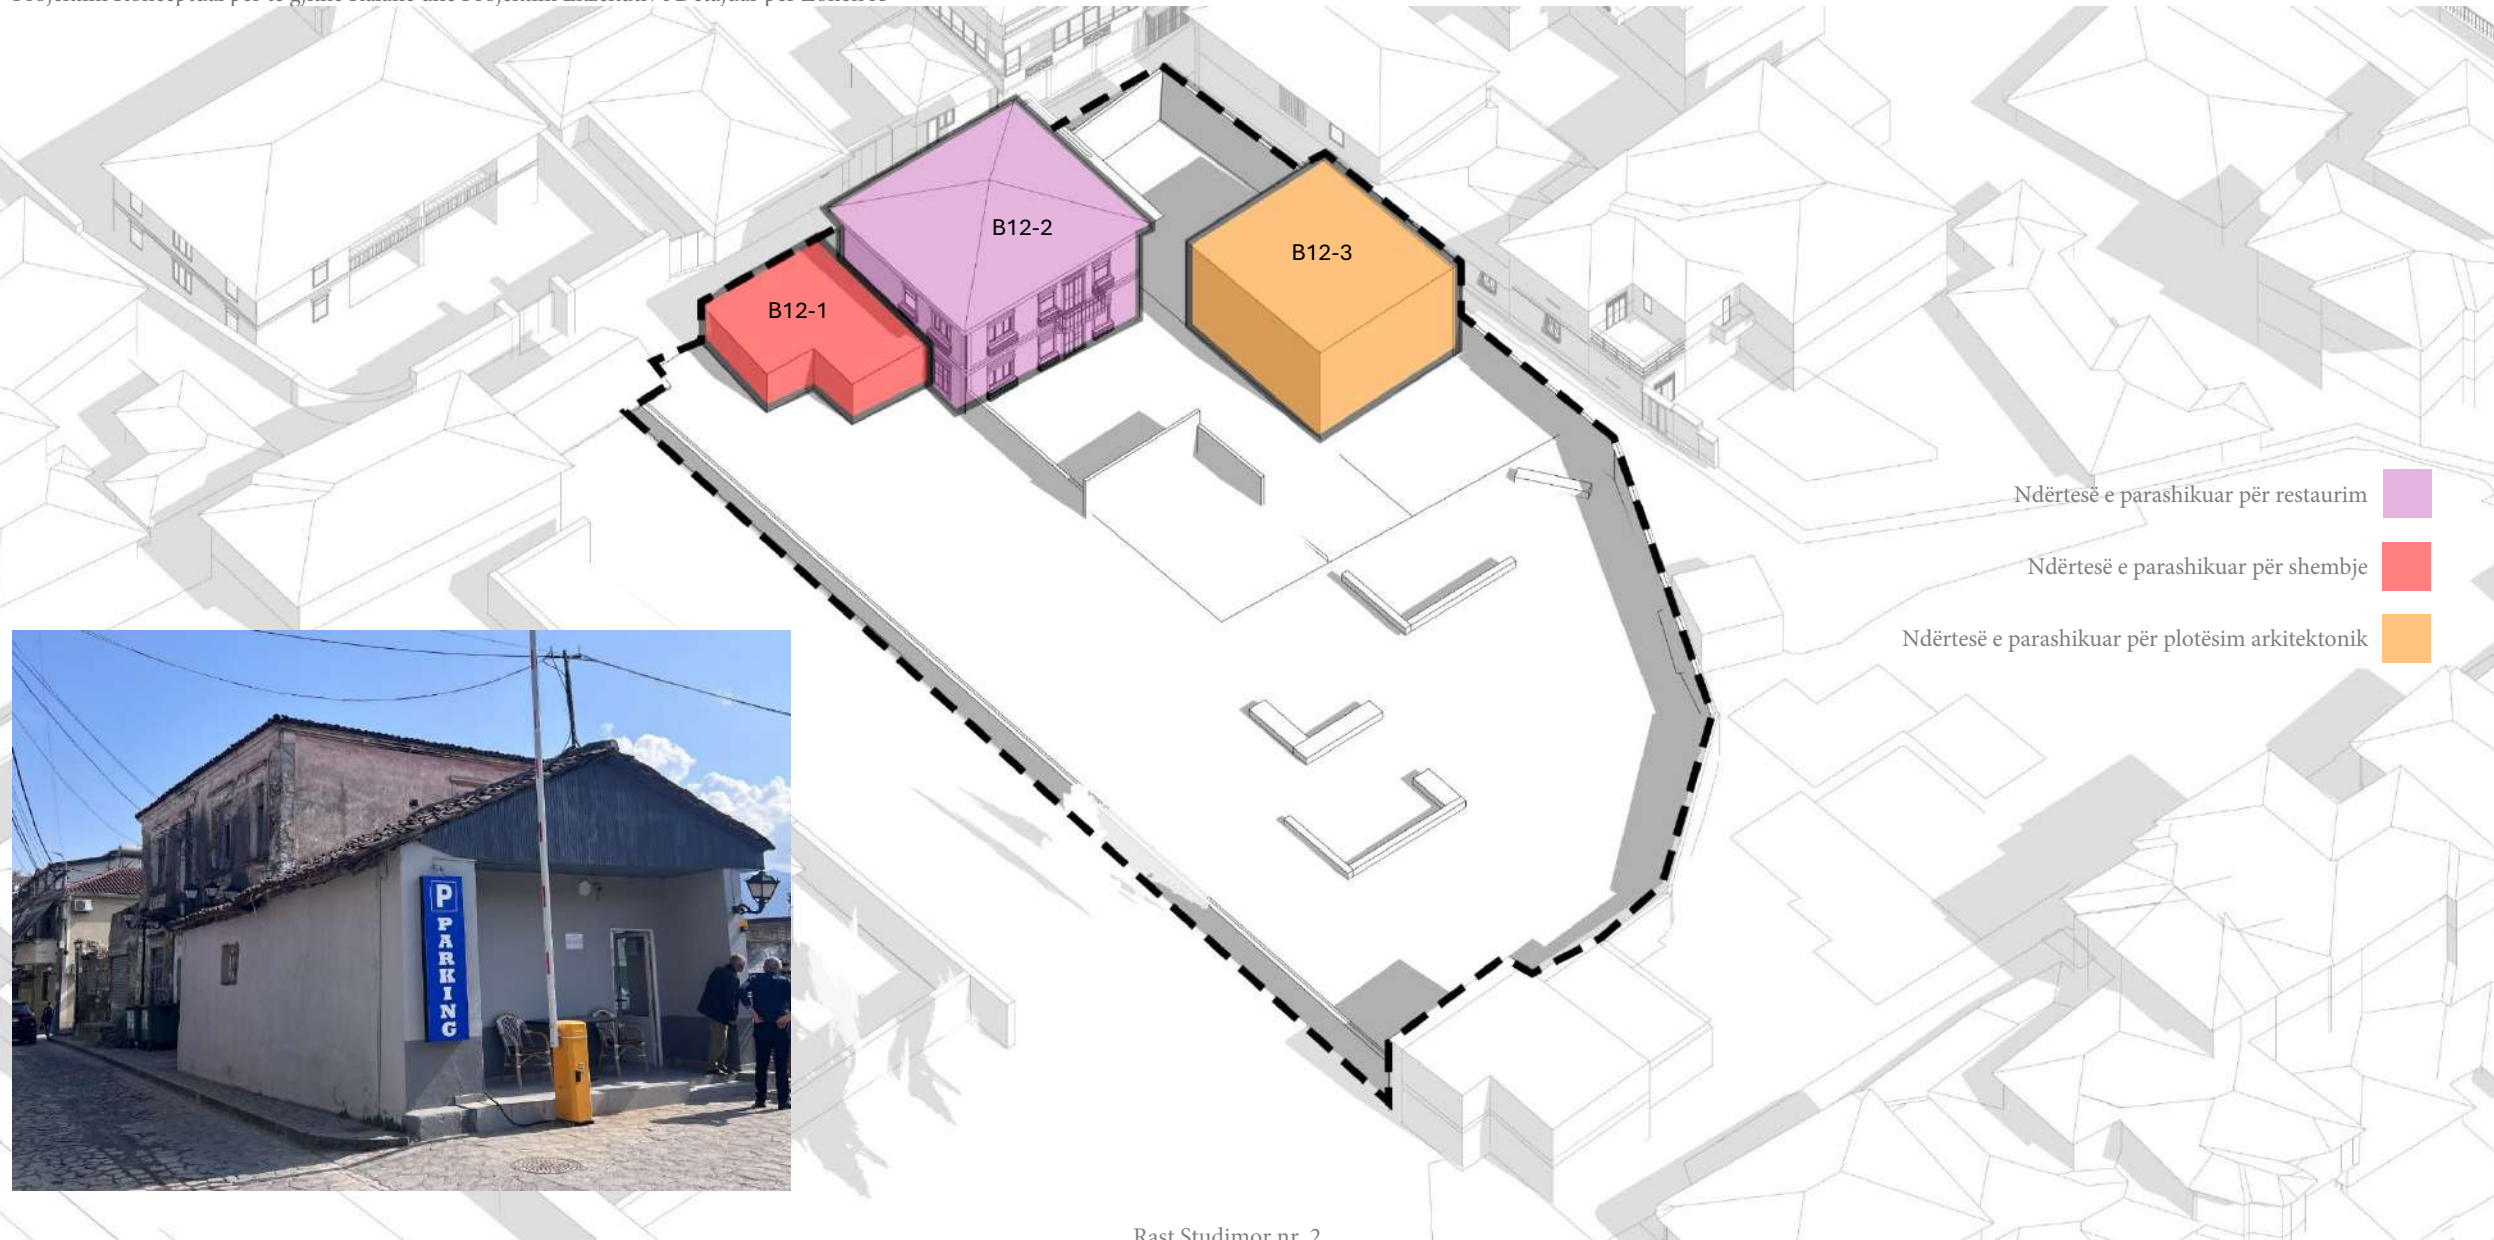 B12-2
B12-3
B12-1
Ndërtesë e parashikuar për restaurim
Ndërtesë e parashikuar për shembje
Ndërtesë e parashikuar për plotësim arkitektonik
P
PARKING
Rast Studimor nr. 2